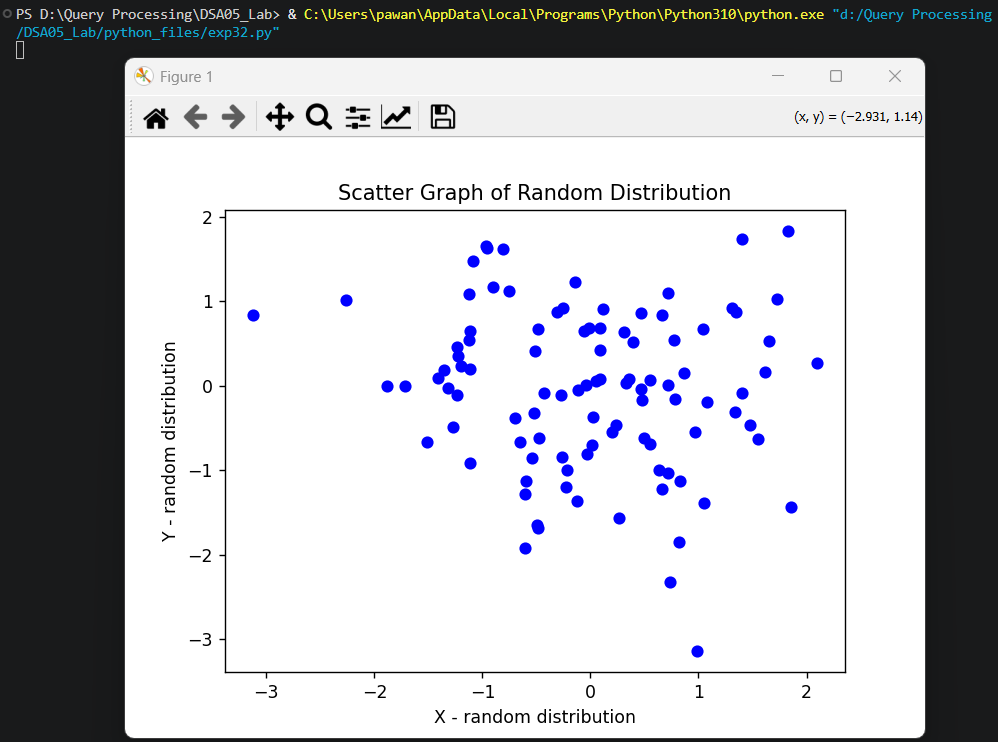 PS D:\Query Processing\DSA05_Lab> & C:\Users\pawan\AppData\Local\Programs\Python\Python310\python.exe "d:/Query Processing
/DSA05_Lab/python_files/exp32.py"
Figure 1
(x, y) = (−2.931, 1.14)
Scatter Graph of Random Distribution
2
1
0
−1
−2
−3
Y - random distribution
−3 −2 −1 0 1 2
X - random distribution